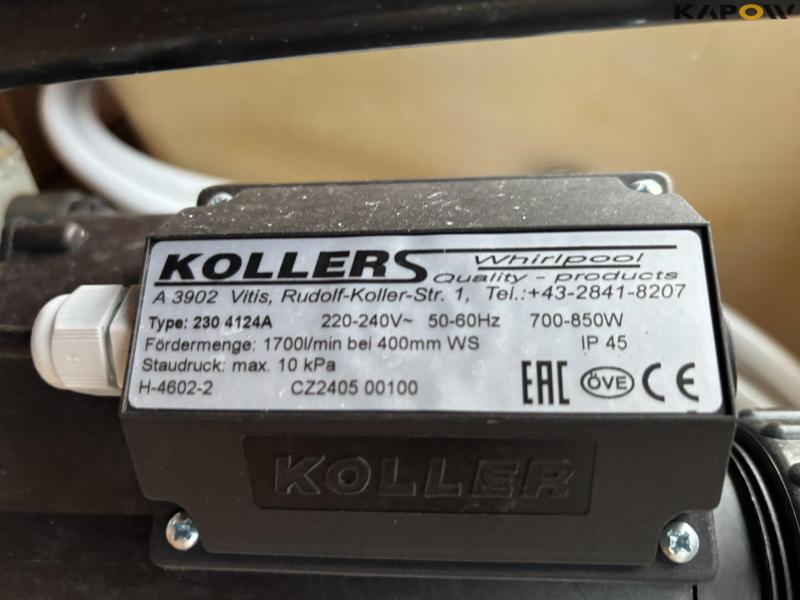 KAPOW
KOLLERS Whirlpool
Quality - products
A 3902 Vitis, Rudolf-Koller-Str. 1, Tel.:+43-2841-8207
Type: 230 4124A 220-240V~ 50-60Hz 700-850W
Fördermenge: 1700l/min bei 400mm WS IP 45
Staudruck: max. 10 kPa
H-4602-2 CZ2405 00100 EAC ÖVE CE
KOLLER